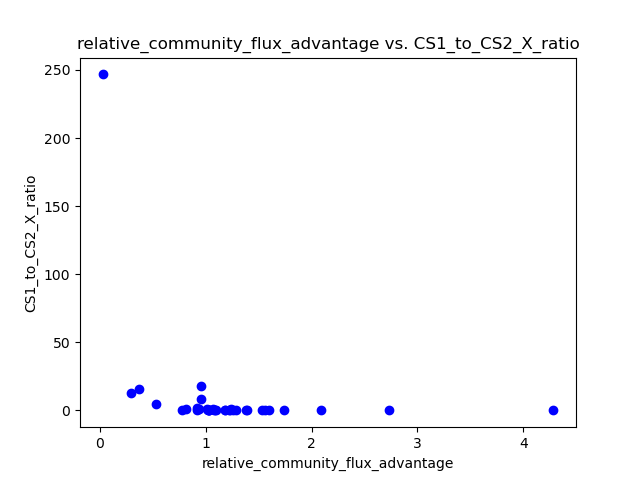 relative_community_flux_advantage vs. CS1_to_CS2_X_ratio
250
200
150
100
50
0
CS1_to_CS2_X_ratio
0 1 2 3 4
relative_community_flux_advantage